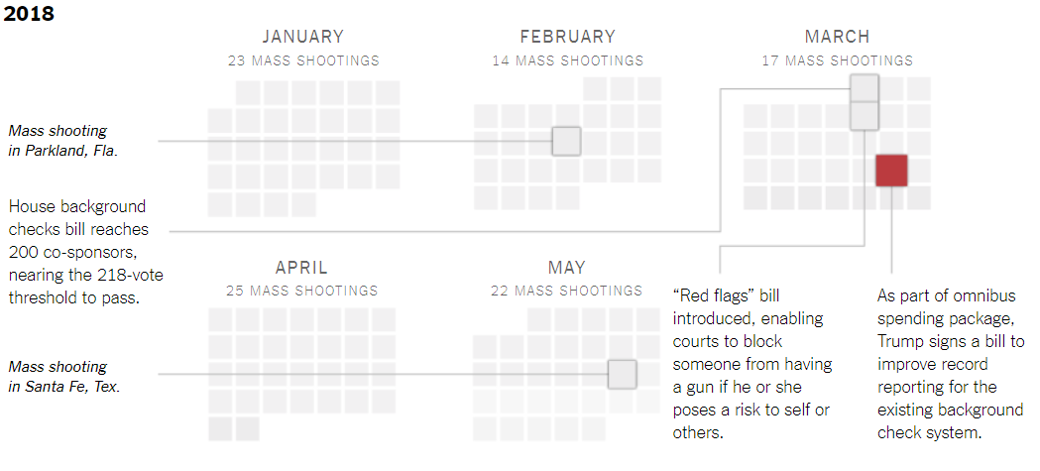 2018
JANUARY
23 MASS SHOOTINGS
FEBRUARY
14 MASS SHOOTINGS
MARCH
17 MASS SHOOTINGS
Mass shooting
in Parkland, Fla.
House background
checks bill reaches
200 co-sponsors,
nearing the 218-vote
threshold to pass.
APRIL
25 MASS SHOOTINGS
MAY
22 MASS SHOOTINGS
Mass shooting
in Santa Fe, Tex.
“Red flags” bill
introduced, enabling
courts to block
someone from having
a gun if he or she
poses a risk to self or
others.
As part of omnibus
spending package,
Trump signs a bill to
improve record
reporting for the
existing background
check system.